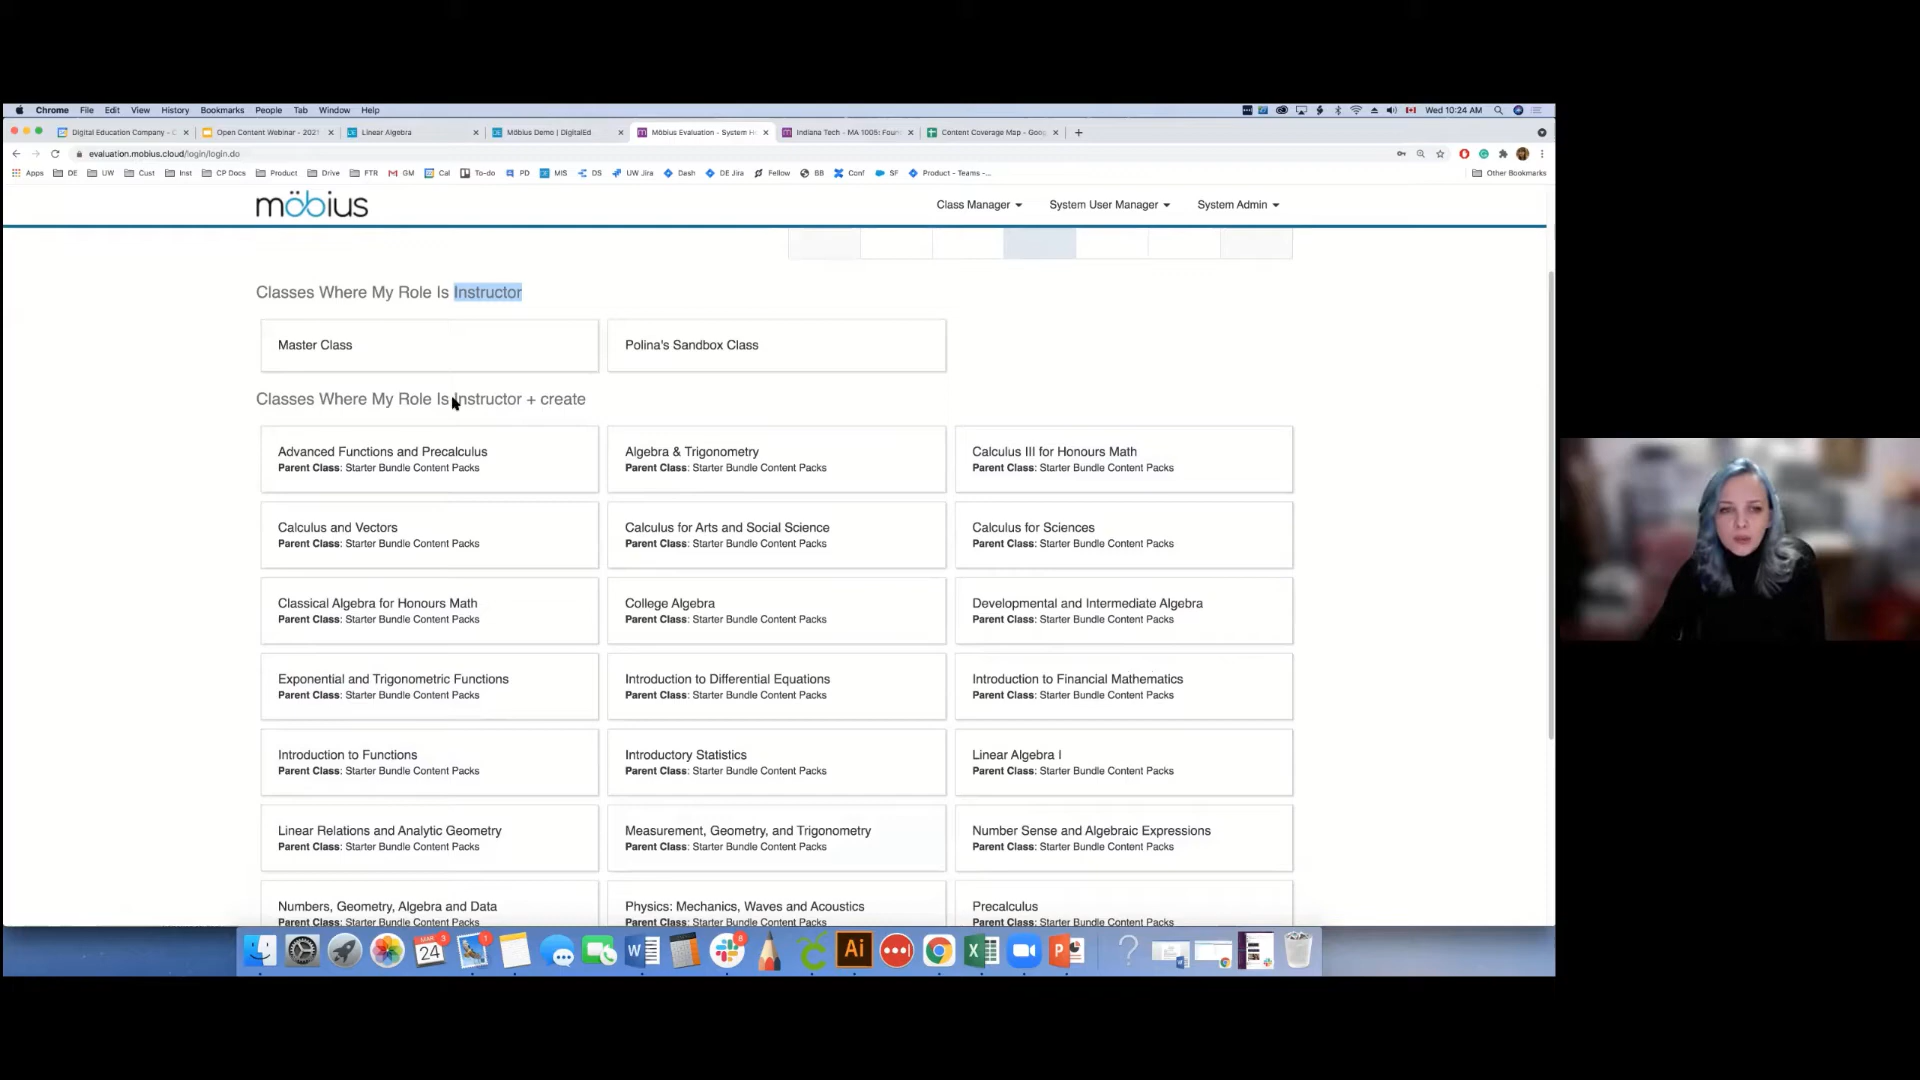 Chrome File Edit View History Bookmarks People Tab Window Help Wed 10:24 AM
Digital Education Company - C Open Content Webinar - 2021 Linear Algebra Möbius Demo | DigitalEd Möbius Evaluation - System H Indiana Tech - MA 1005: Foun Content Coverage Map - Goog
evaluation.mobius.cloud/login/login.do
Apps DE UW Cust Inst CP Docs Product Drive FTR GM Cal To-do PD MIS DS UW Jira Dash DE Jira Fellow BB Conf SF Product - Teams -... Other Bookmarks
möbius Class Manager System User Manager System Admin
Classes Where My Role Is Instructor
Master Class Polina's Sandbox Class
Classes Where My Role Is Instructor + create
Advanced Functions and Precalculus Algebra & Trigonometry Calculus III for Honours Math
Parent Class: Starter Bundle Content Packs Parent Class: Starter Bundle Content Packs Parent Class: Starter Bundle Content Packs
Calculus and Vectors Calculus for Arts and Social Science Calculus for Sciences
Parent Class: Starter Bundle Content Packs Parent Class: Starter Bundle Content Packs Parent Class: Starter Bundle Content Packs
Classical Algebra for Honours Math College Algebra Developmental and Intermediate Algebra
Parent Class: Starter Bundle Content Packs Parent Class: Starter Bundle Content Packs Parent Class: Starter Bundle Content Packs
Exponential and Trigonometric Functions Introduction to Differential Equations Introduction to Financial Mathematics
Parent Class: Starter Bundle Content Packs Parent Class: Starter Bundle Content Packs Parent Class: Starter Bundle Content Packs
Introduction to Functions Introductory Statistics Linear Algebra I
Parent Class: Starter Bundle Content Packs Parent Class: Starter Bundle Content Packs Parent Class: Starter Bundle Content Packs
Linear Relations and Analytic Geometry Measurement, Geometry, and Trigonometry Number Sense and Algebraic Expressions
Parent Class: Starter Bundle Content Packs Parent Class: Starter Bundle Content Packs Parent Class: Starter Bundle Content Packs
Numbers, Geometry, Algebra and Data Physics: Mechanics, Waves and Acoustics Precalculus
Parent Class: Starter Bundle Content Packs Parent Class: Starter Bundle Content Packs Parent Class: Starter Bundle Content Packs
MAR 24 3 1 W 8 Ai X P ?